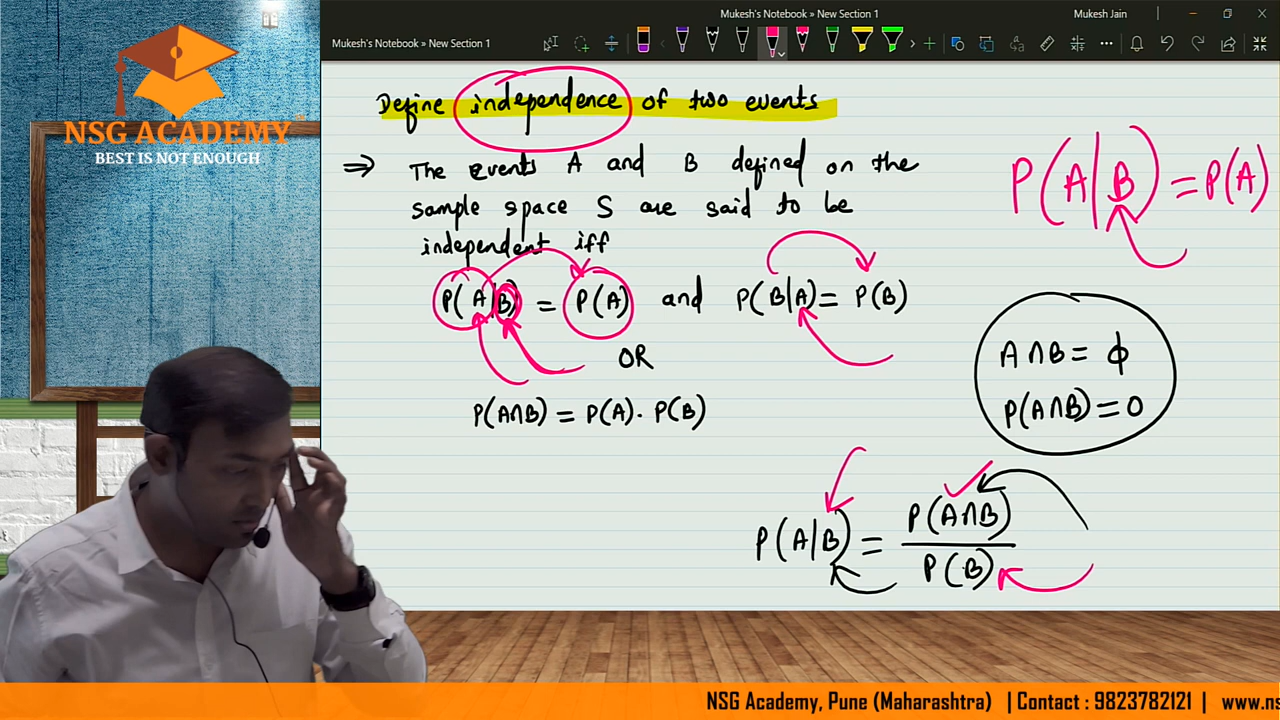 Mukesh's Notebook » New Section 1
Mukesh Jain
Mukesh's Notebook » New Section 1
NSG ACADEMY
BEST IS NOT ENOUGH
Define independence of two events
⇒ The events A and B defined on the
sample space S are said to be
independent iff
P(A|B) = P(A) and P(B|A) = P(B)
OR
P(A∩B) = P(A). P(B)
P(A|B) = P(A)
A∩B = ϕ
P(A∩B) = 0
P(A|B) = P(A∩B)
P(B)
NSG Academy, Pune (Maharashtra) | Contact : 9823782121 | www.ns